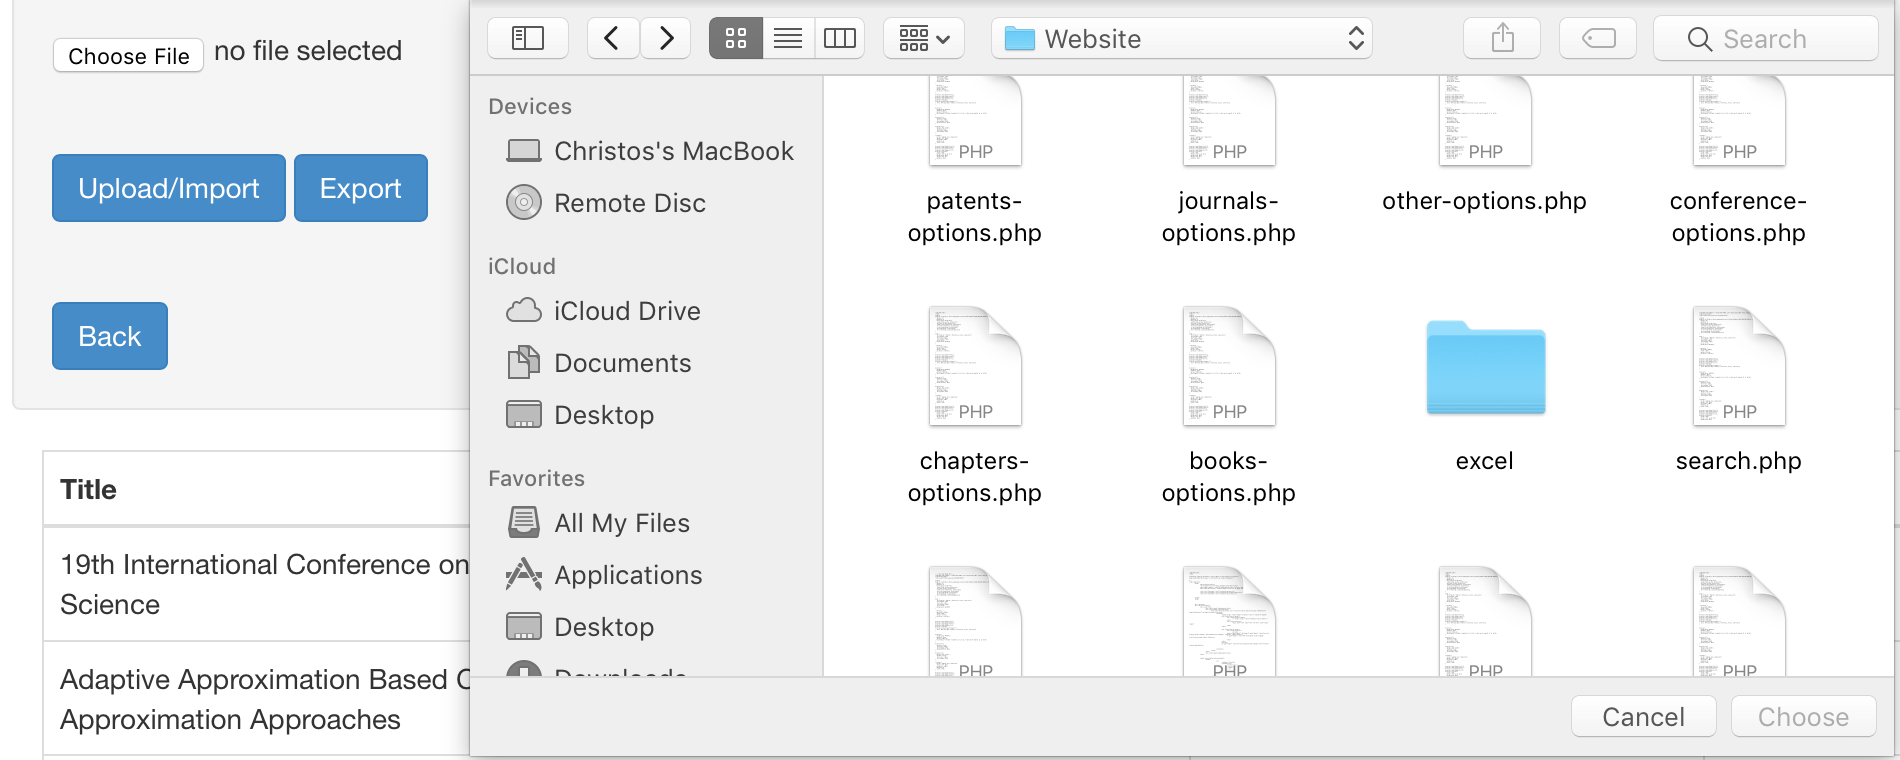 Choose File no file selected
Upload/Import Export
Back
Title
19th International Conference on
Science
Adaptive Approximation Based
Approximation Approaches
Website
Search
Devices
Christos's MacBook
Remote Disc
iCloud
iCloud Drive
Documents
Desktop
Favorites
All My Files
Applications
Desktop
Downloads
PHP PHP PHP PHP
patents- journals- other-options.php conference-
options.php options.php options.php
PHP PHP PHP
chapters- books- excel search.php
options.php options.php
PHP PHP PHP PHP
Cancel Choose